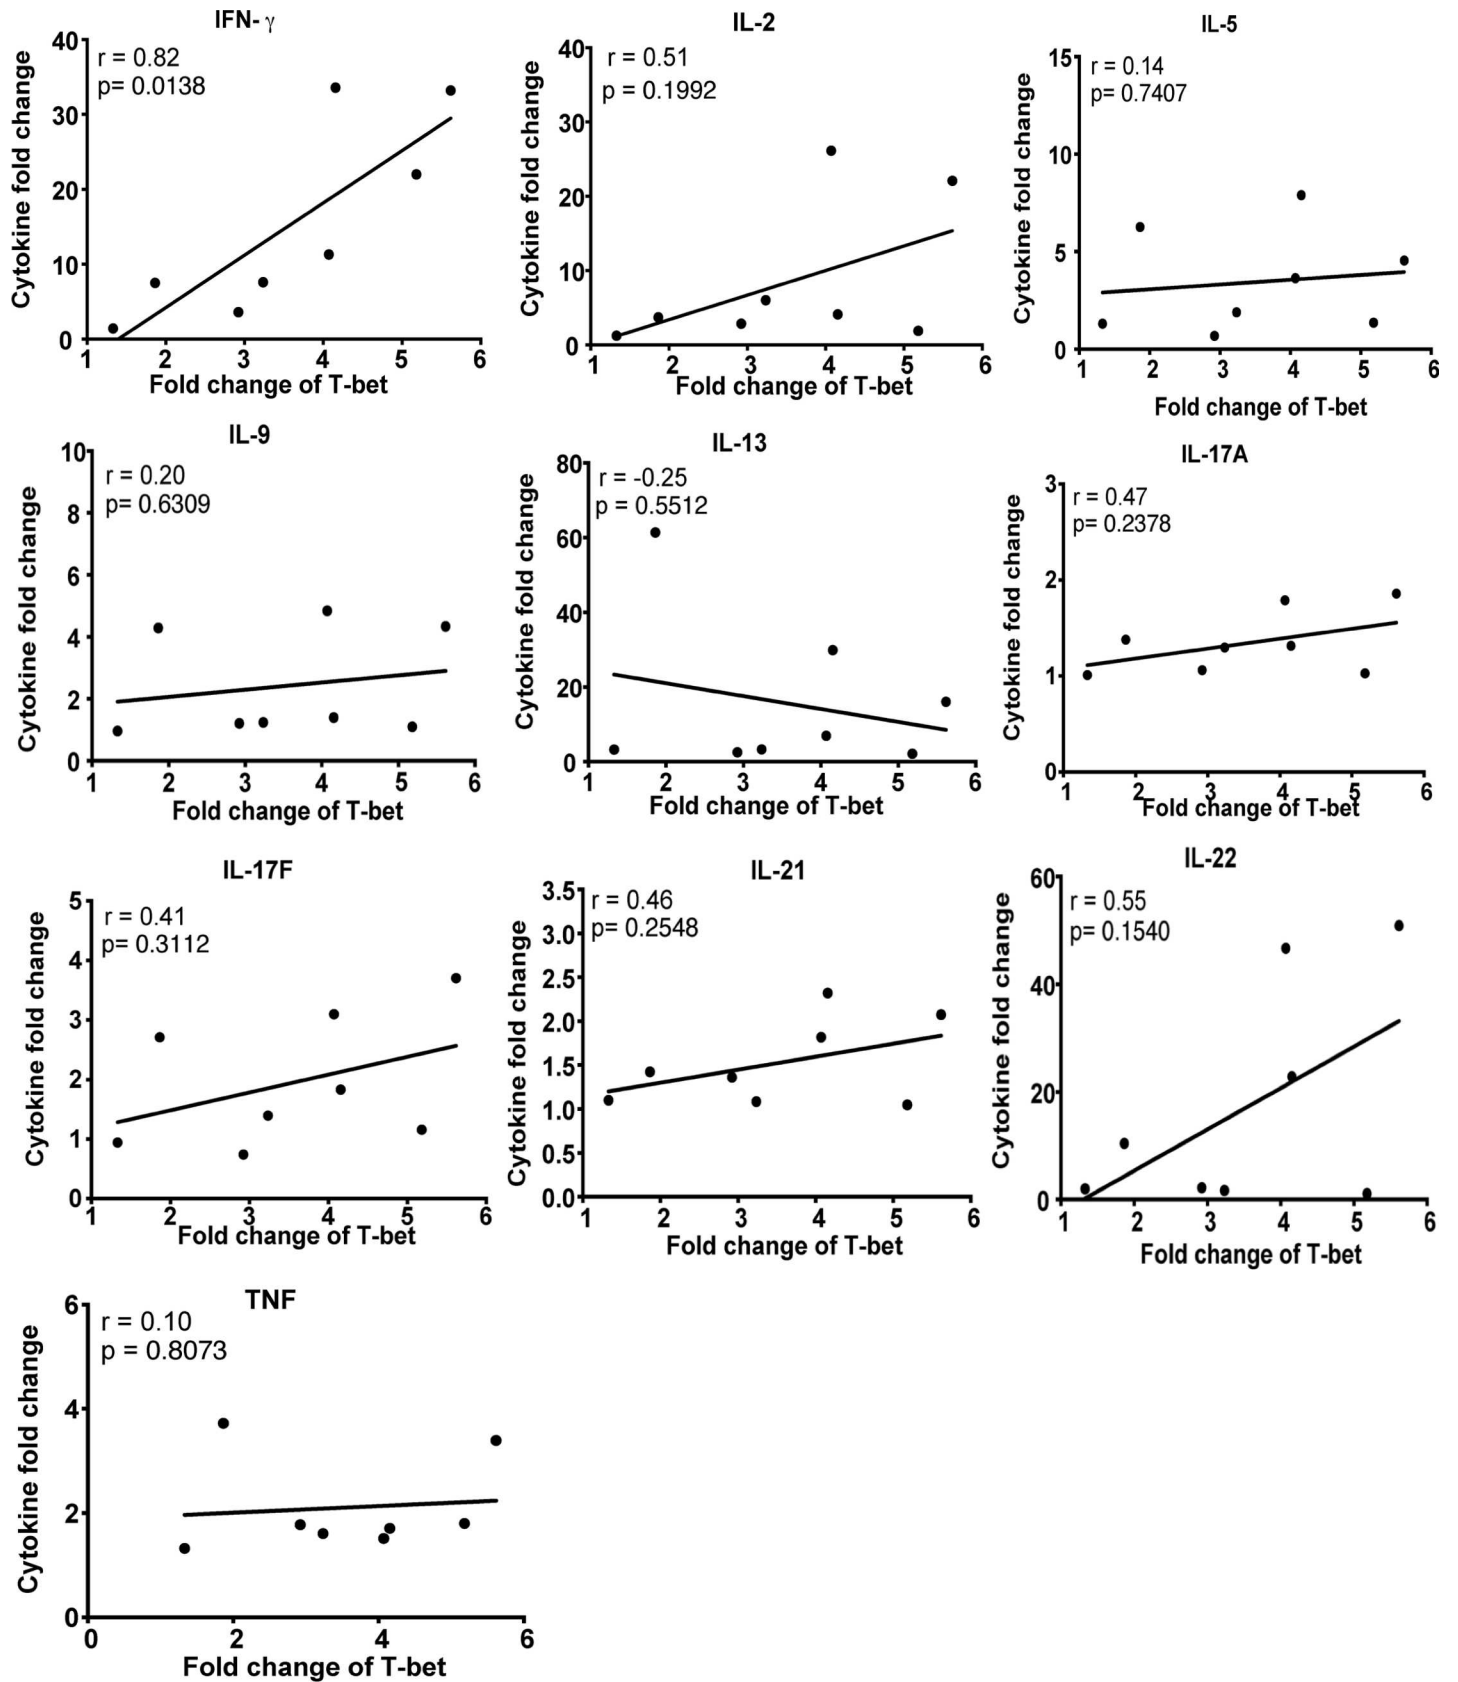 IFN- γ
r = 0.82
p= 0.0138
Cytokine fold change
40
30
20
10
0
1 2 3 4 5 6
Fold change of T-bet
IL-2
r = 0.51
p = 0.1992
Cytokine fold change
40
30
20
10
0
1 2 3 4 5 6
Fold change of T-bet
IL-5
r = 0.14
p= 0.7407
Cytokine fold change
15
10
5
0
1 2 3 4 5 6
Fold change of T-bet
IL-9
r = 0.20
p= 0.6309
Cytokine fold change
10
8
6
4
2
0
1 2 3 4 5 6
Fold change of T-bet
IL-13
r = -0.25
p = 0.5512
Cytokine fold change
80
60
40
20
0
1 2 3 4 5 6
Fold change of T-bet
IL-17A
r = 0.47
p= 0.2378
Cytokine fold change
3
2
1
0
1 2 3 4 5 6
Fold change of T-bet
IL-17F
r = 0.41
p= 0.3112
Cytokine fold change
5
4
3
2
1
0
1 2 3 4 5 6
Fold change of T-bet
IL-21
r = 0.46
p= 0.2548
Cytokine fold change
3.5
3.0
2.5
2.0
1.5
1.0
0.5
0.0
1 2 3 4 5 6
Fold change of T-bet
IL-22
r = 0.55
p= 0.1540
Cytokine fold change
60
40
20
0
1 2 3 4 5 6
Fold change of T-bet
TNF
r = 0.10
p = 0.8073
Cytokine fold change
6
4
2
0
0 2 4 6
Fold change of T-bet